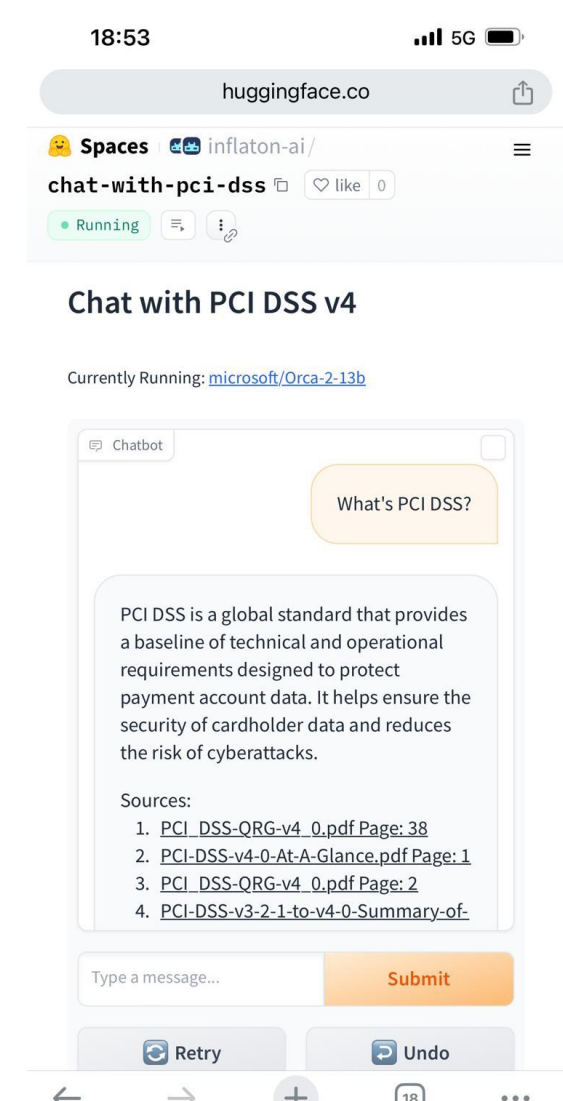 18:53
5G
huggingface.co
Spaces inflaton-ai/
chat-with-pci-dss like 0
Running
Chat with PCI DSS v4
Currently Running: microsoft/Orca-2-13b
Chatbot
What's PCI DSS?
PCI DSS is a global standard that provides
a baseline of technical and operational
requirements designed to protect
payment account data. It helps ensure the
security of cardholder data and reduces
the risk of cyberattacks.
Sources:
1. PCI_DSS-QRG-v4_0.pdf Page: 38
2. PCI-DSS-v4-0-At-A-Glance.pdf Page: 1
3. PCI_DSS-QRG-v4_0.pdf Page: 2
4. PCI-DSS-v3-2-1-to-v4-0-Summary-of-
Type a message...
Submit
Retry
Undo
18